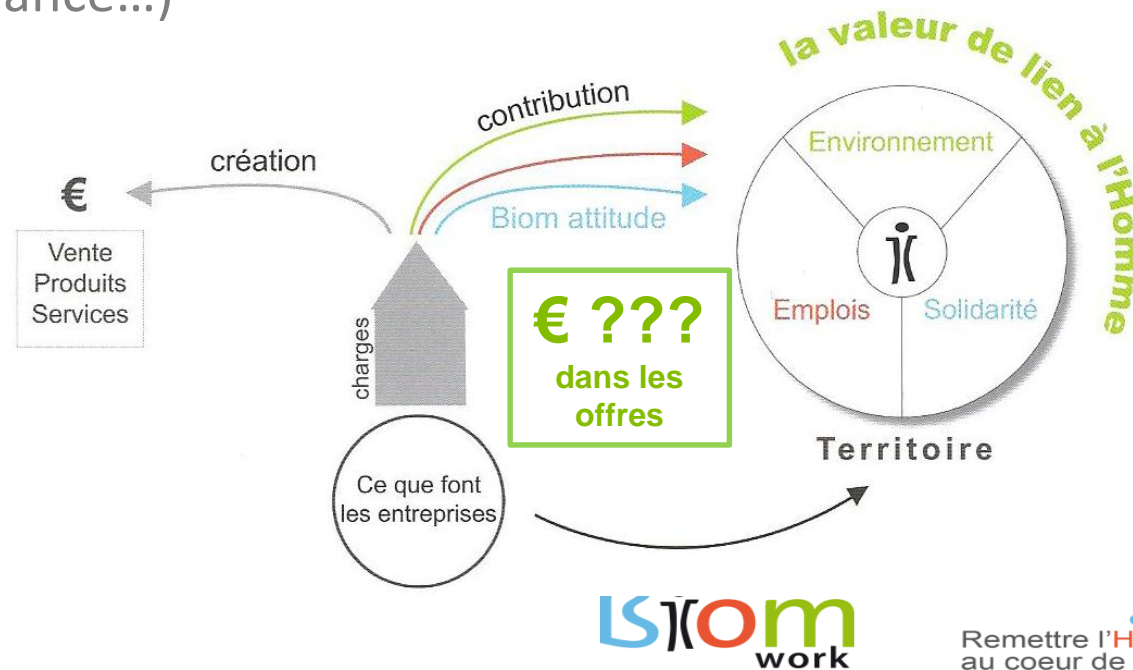 la valeur de lien à l'Homme
contribution
création
Environnement
€
Biom attitude
Vente
Produits
Services
€ ???
dans les
offres
Emplois
Solidarité
charges
Territoire
Ce que font
les entreprises
work
Remettre l'H
au coeur de